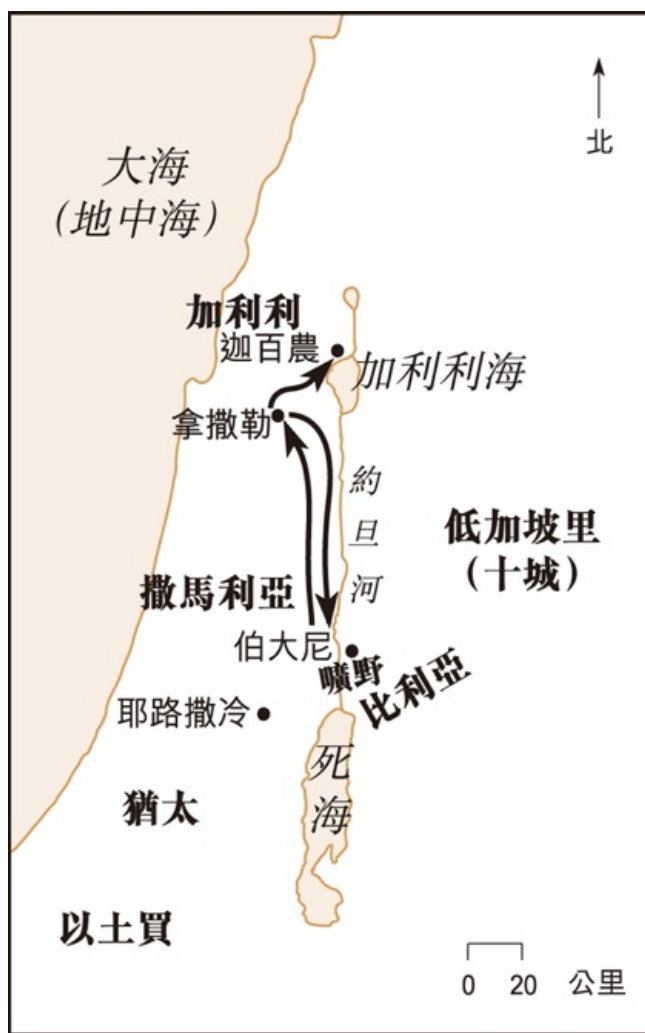 北
大海
（地中海）
加利利
迦百農
加利利海
拿撒勒
約旦河
低加坡里
（十城）
撒馬利亞
伯大尼
曠野
比利亞
耶路撒冷
死海
猶太
以土買
0 20 公里